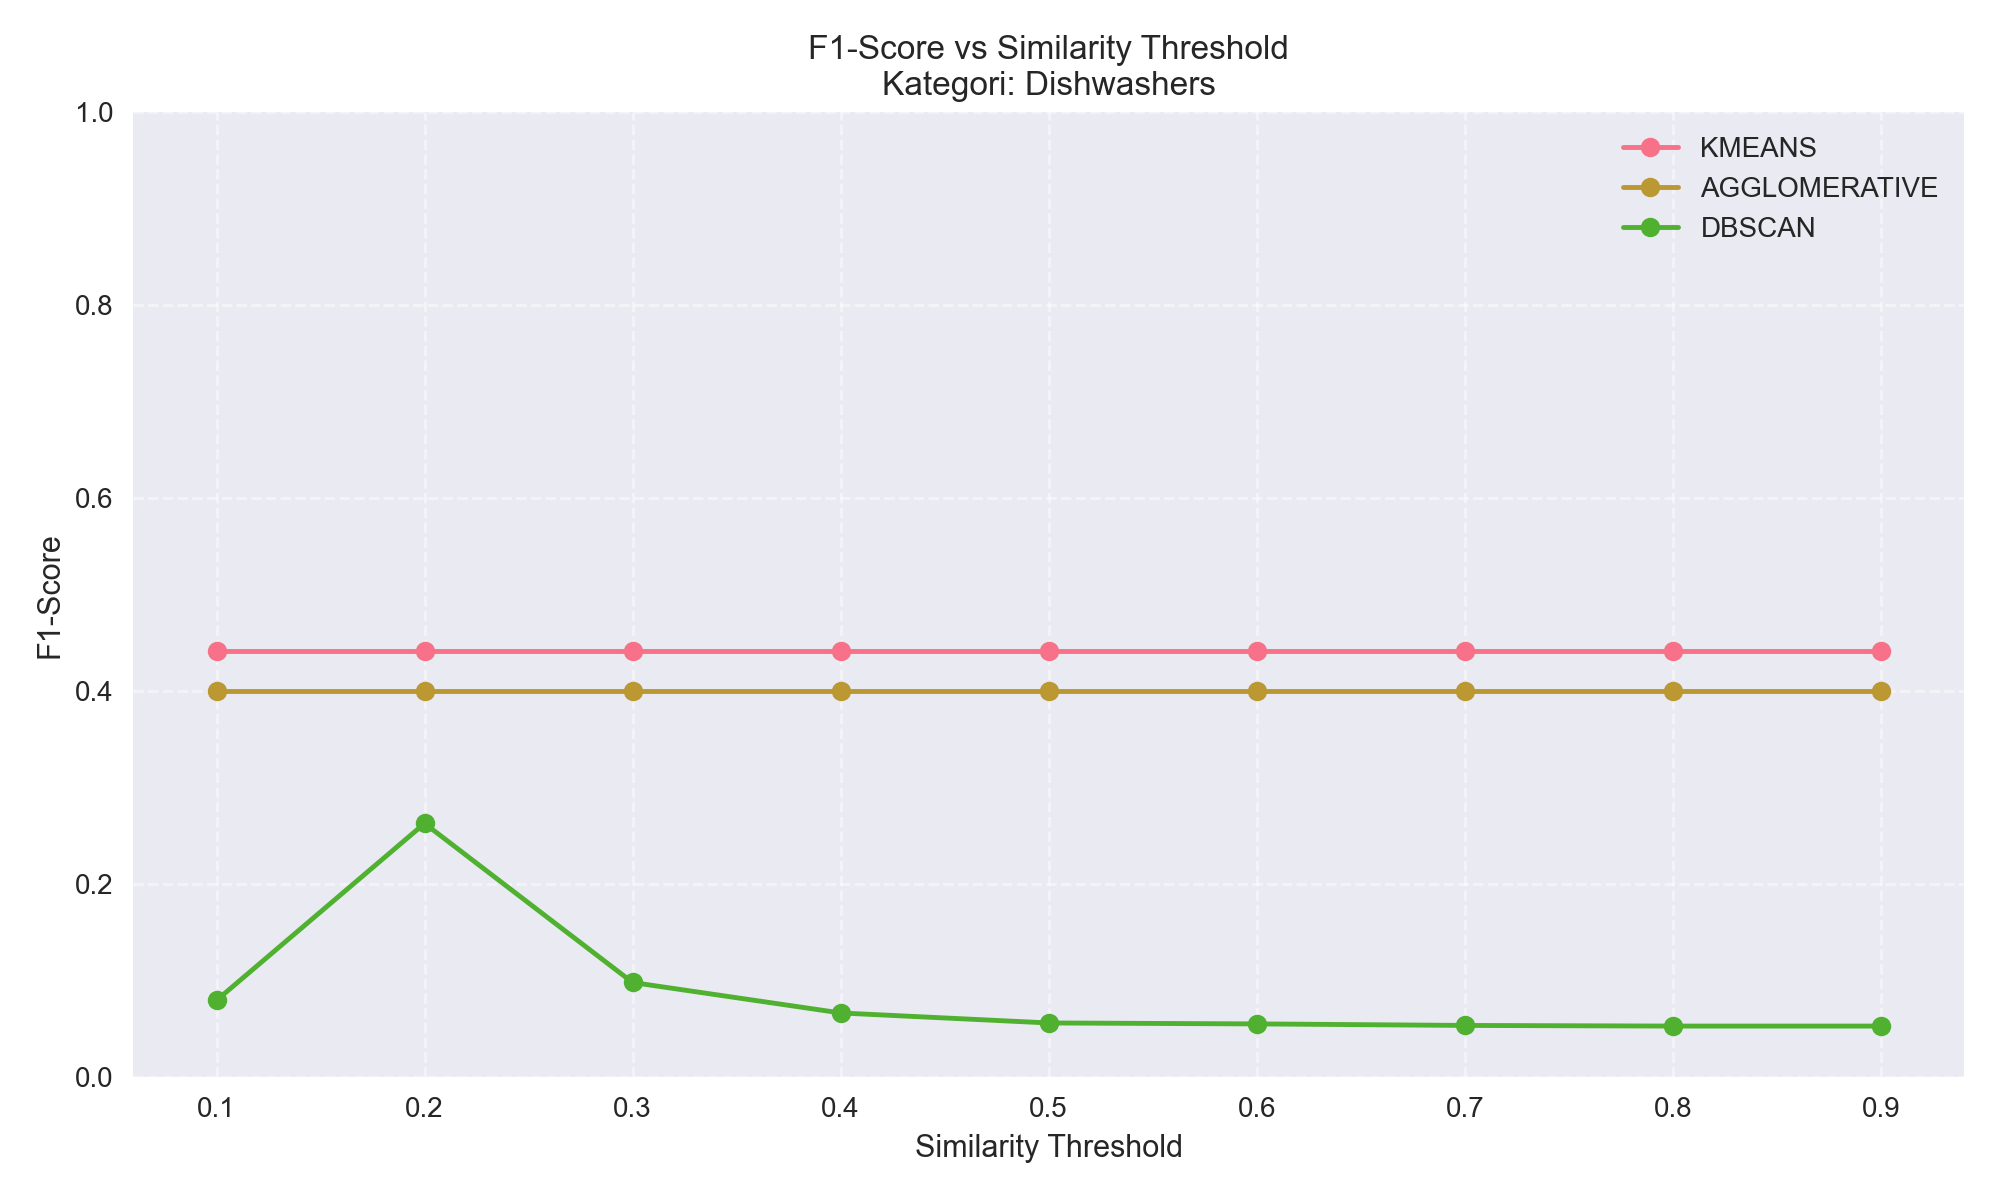 F1-Score vs Similarity Threshold
Kategori: Dishwashers
1.0
0.8
0.6
0.4
0.2
0.0
F1-Score
KMEANS
AGGLOMERATIVE
DBSCAN
0.1 0.2 0.3 0.4 0.5 0.6 0.7 0.8 0.9
Similarity Threshold